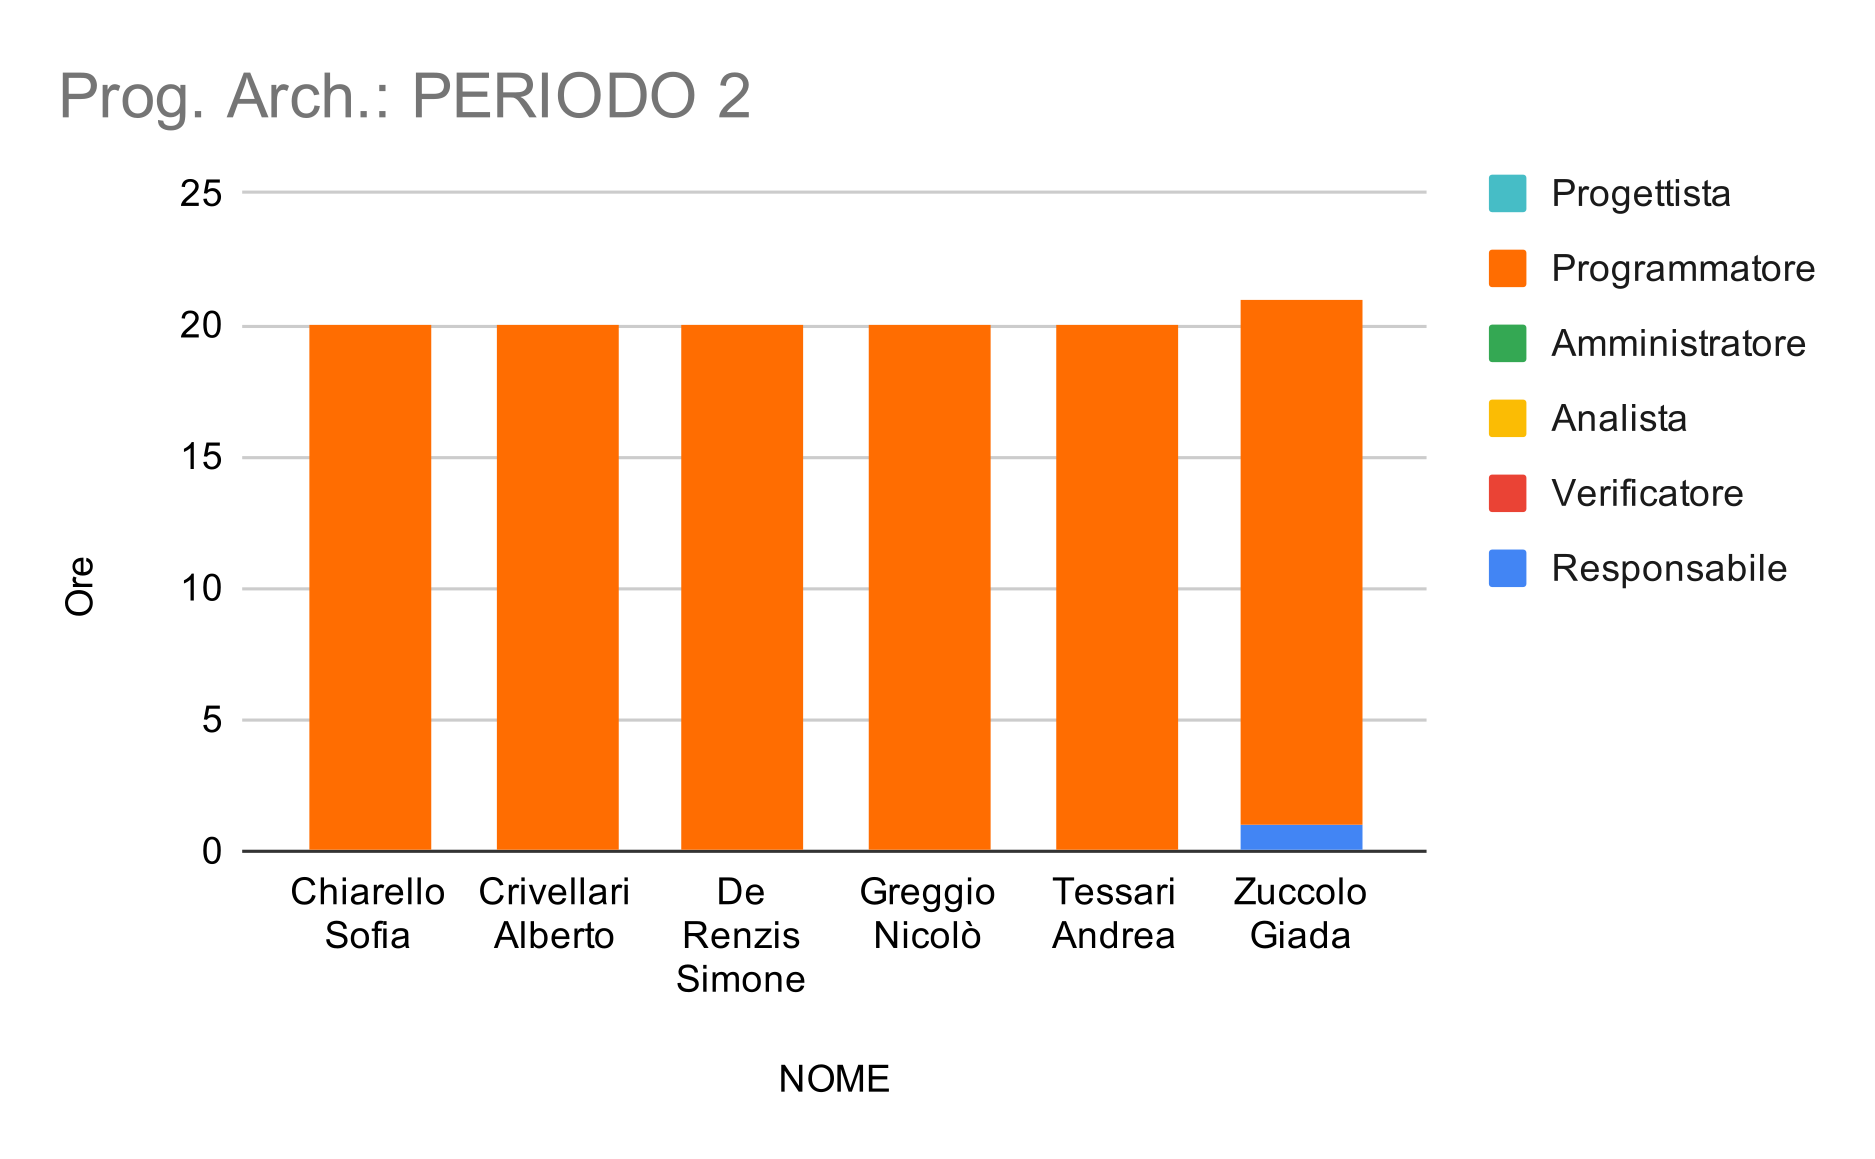 Prog. Arch.: PERIODO 2
25
20
15
10
5
0
Ore
Chiarello
Sofia
Crivellari
Alberto
De
Renzis
Simone
Greggio
Nicolò
Tessari
Andrea
Zuccolo
Giada
NOME
Progettista
Programmatore
Amministratore
Analista
Verificatore
Responsabile